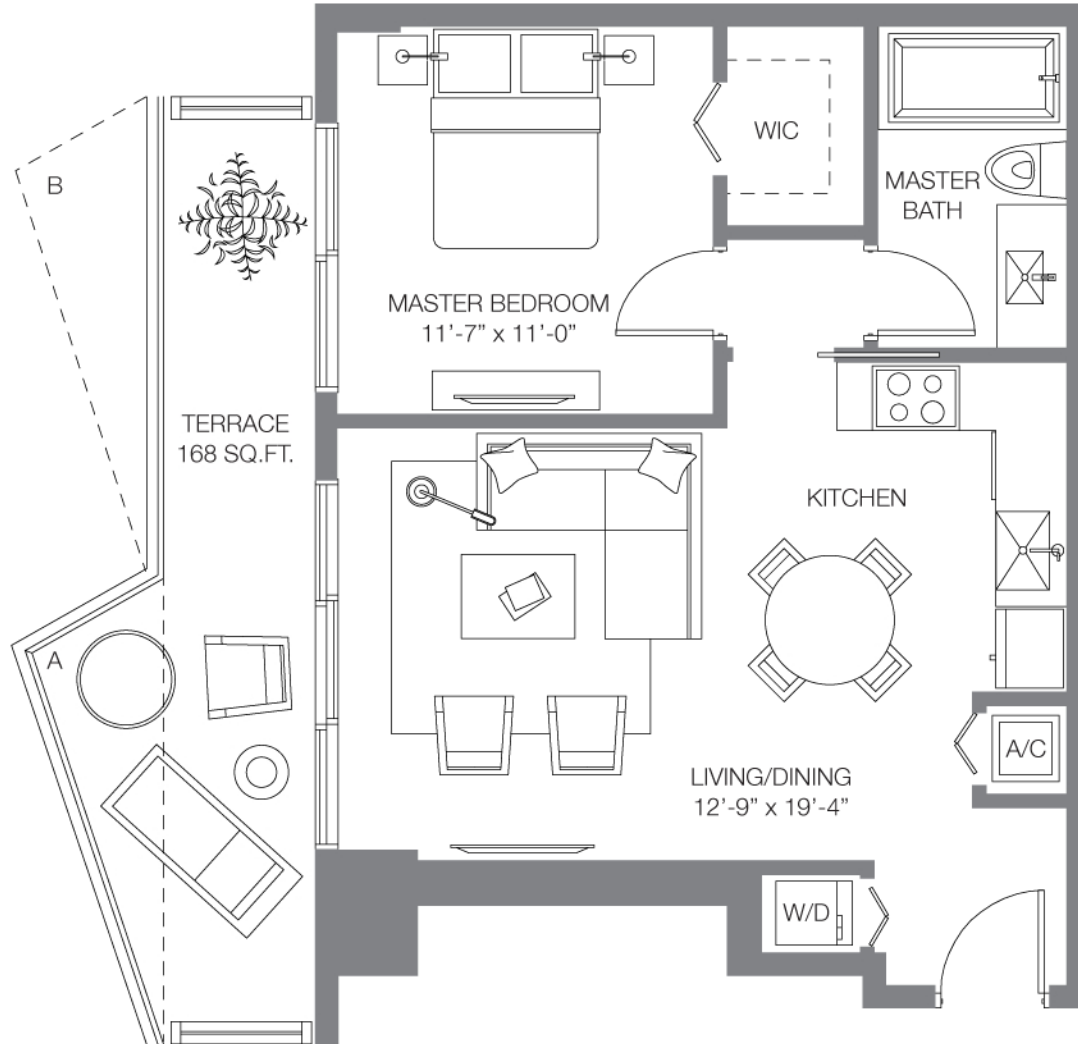 WIC
B
MASTER
BATH
MASTER BEDROOM
11’-7” x 11’-0”
TERRACE
168 SQ.FT.
KITCHEN
A
A/C
LIVING/DINING
12’-9” x 19’-4”
W/D